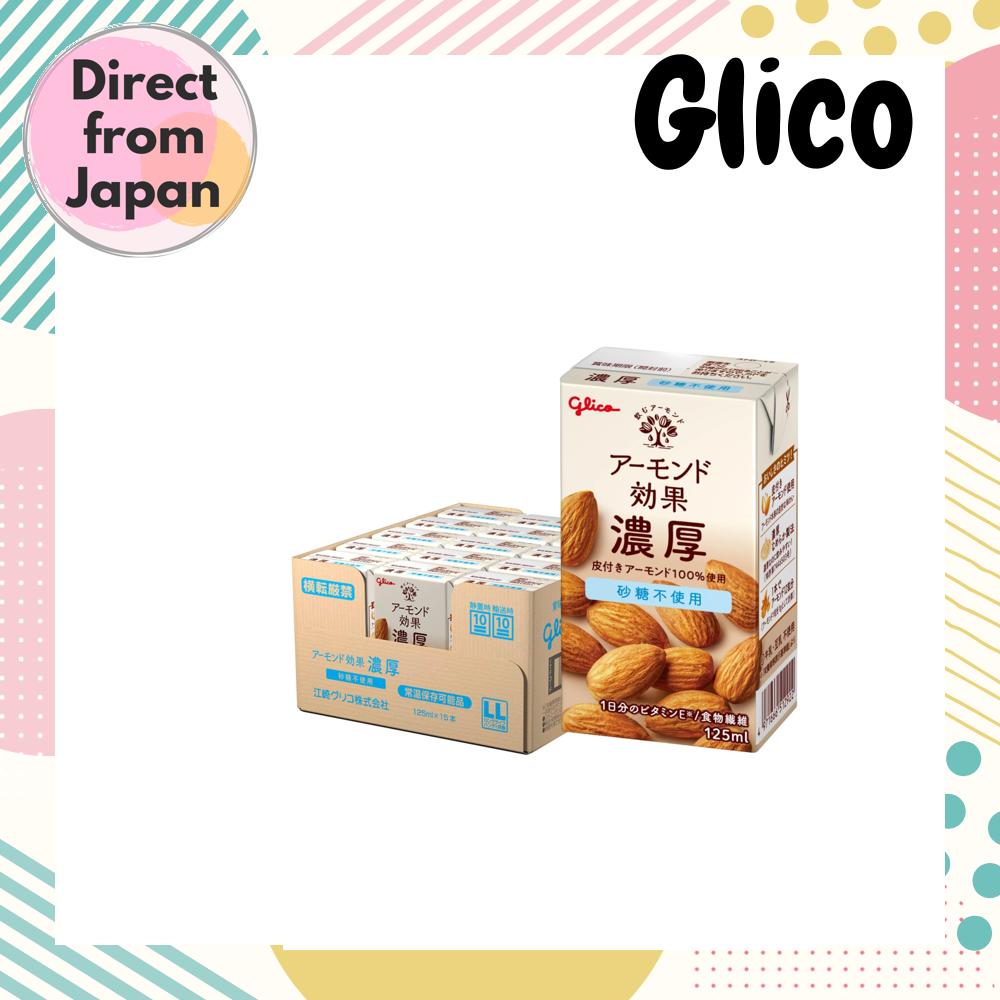 Direct
from
Japan
Glico
賞味期限(開封前)
濃厚 砂糖不使用
Glico
飲むアーモンド
アーモンド
効果
濃厚
皮付きアーモンド100%使用
砂糖不使用
1日分のビタミンE※/食物繊維
125ml
横転厳禁
Glico
アーモンド
効果
濃厚
静置時 輸送時
10 10
アーモンド効果 濃厚
砂糖不使用
江崎グリコ株式会社
常温保存可能品
125ml×15本
LL